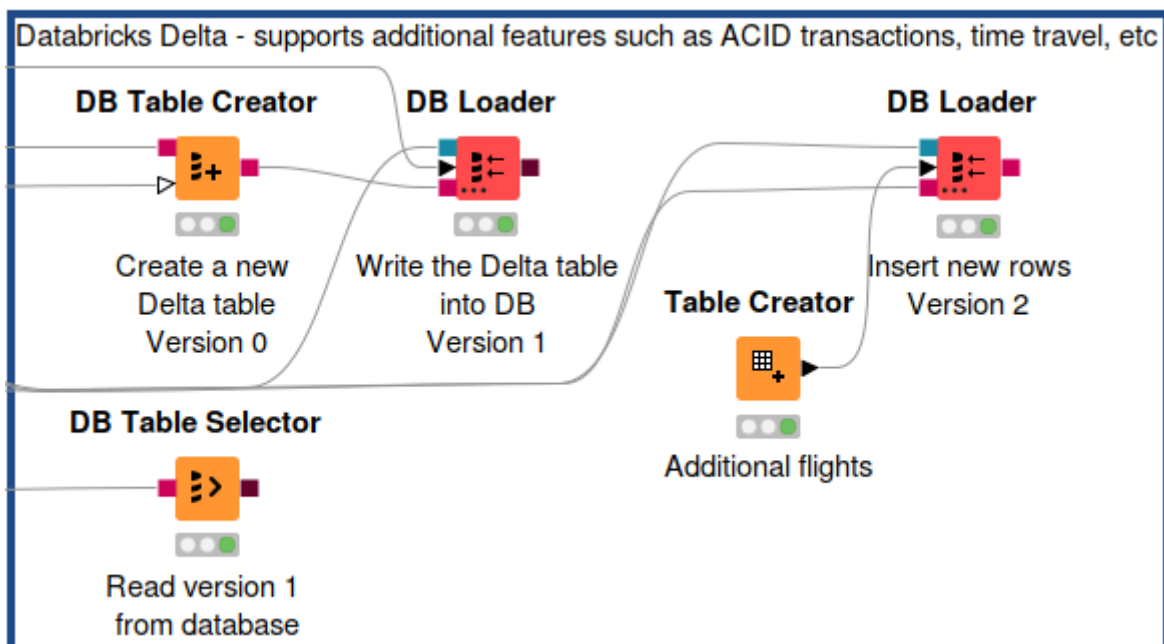 Databricks Delta - supports additional features such as ACID transactions, time travel, etc
DB Table Creator
DB Loader
DB Loader
Create a new
Delta table
Version 0
Write the Delta table
into DB
Version 1
Insert new rows
Version 2
Table Creator
Additional flights
DB Table Selector
Read version 1
from database